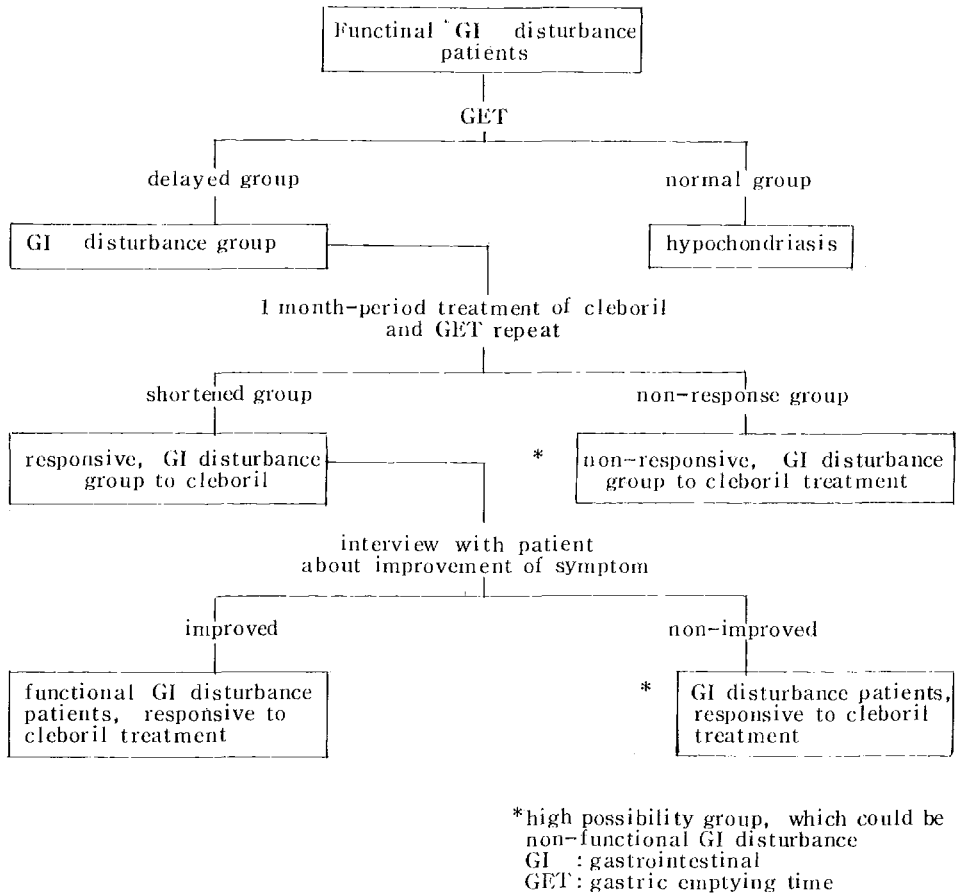 Functinal GI disturbance
patients
GET
delayed group
normal group
GI disturbance group
hypochondriasis
1 month-period treatment of cleboril
and GET repeat
shortened group
non-response group
responsive, GI disturbance
group to cleboril
* non-responsive, GI disturbance
group to cleboril treatment
interview with patient
about improvement of symptom
improved
non-improved
functional GI disturbance
patients, responsive to
cleboril treatment
* GI disturbance patients,
responsive to cleboril
treatment
*high possibility group, which could be
non-functional GI disturbance
GI : gastrointestinal
GET: gastric emptying time